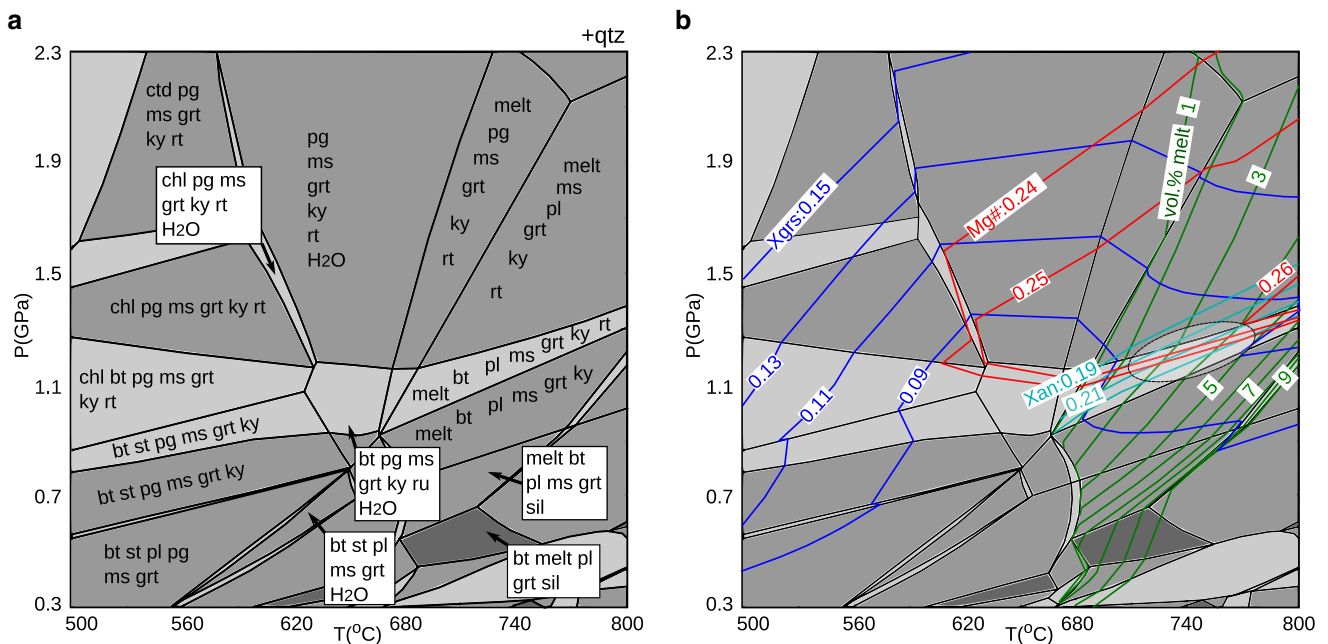 a
+qtz
2.3
1.9
1.5
1.1
0.7
0.3
P(GPa)
500
560
620
680
740
800
T(°C)
ctd pg
ms grt
ky rt
chl pg ms
grt ky rt
H2O
pg
ms
grt
ky
rt
H2O
melt
pg
ms
grt
ky
rt
melt
ms
pl
grt
ky
rt
chl pg ms grt ky rt
chl bt pg ms grt
ky rt
melt bt pl ms grt ky rt
bt st pg ms grt ky
melt bt pl ms grt ky
bt st pg ms grt ky
bt pg ms
grt ky ru
H2O
melt bt
pl ms grt
sil
bt st pl pg
ms grt
bt st pl
ms grt
H2O
bt melt pl
grt sil
b
2.3
1.9
1.5
1.1
0.7
0.3
P(GPa)
500
560
620
680
740
800
T(°C)
Xgrs:0.15
0.13
0.11
0.09
Mg#:0.24
0.25
0.26
vol.% melt
1
3
5
7
9
Xan:0.19
0.21